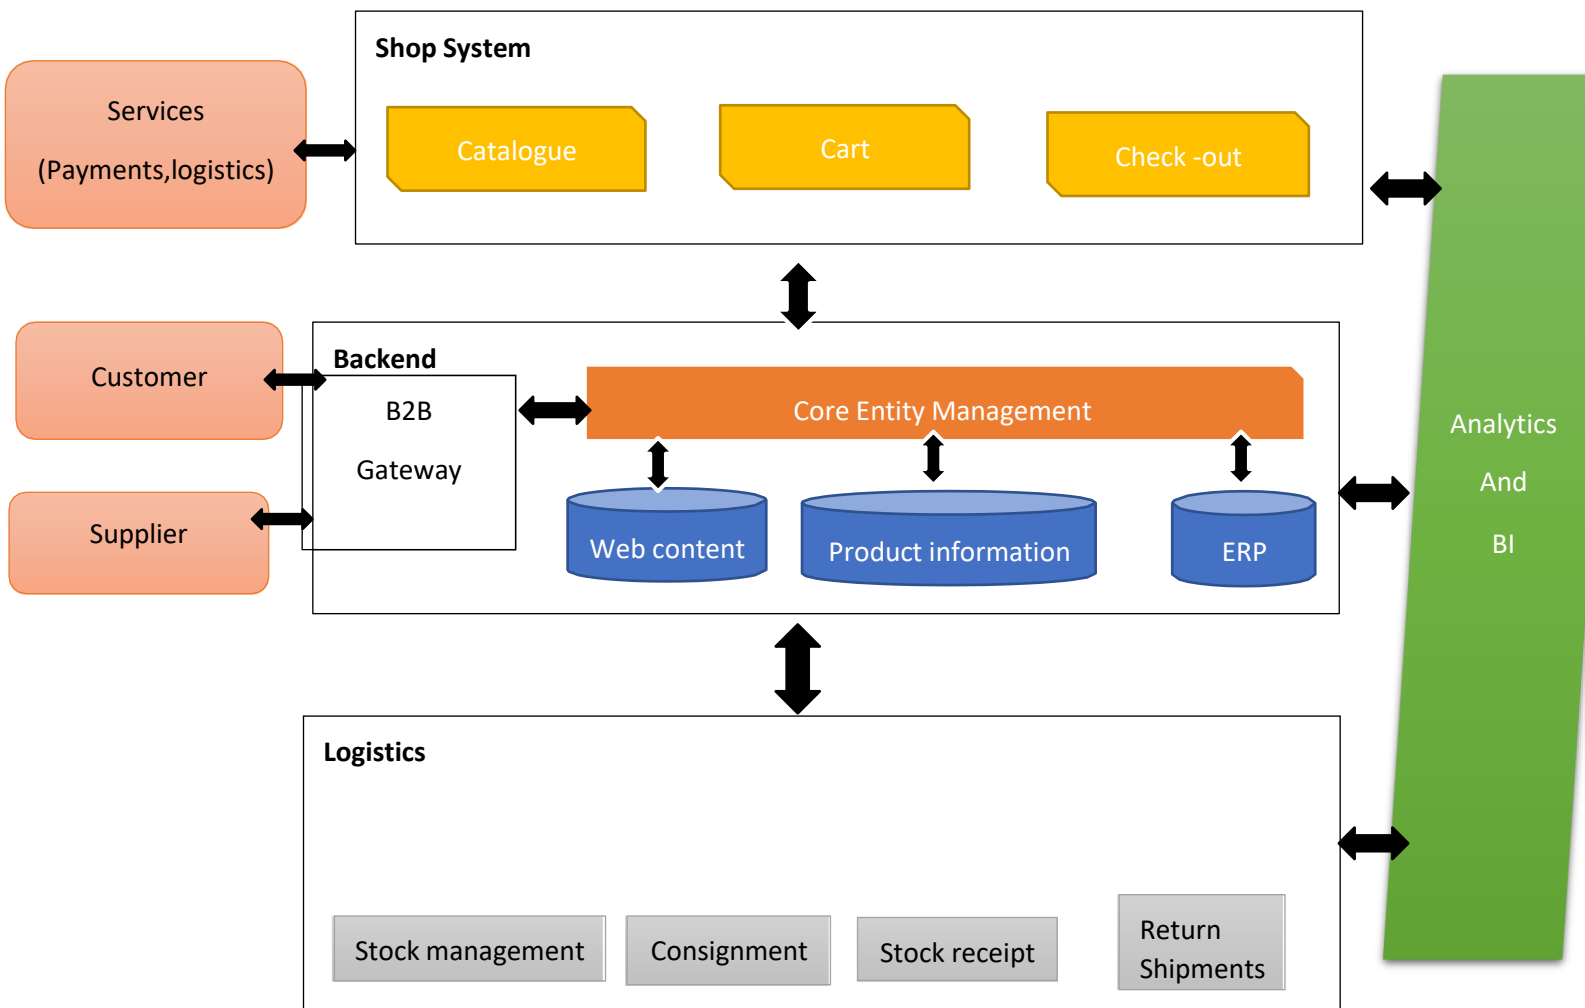 Shop System
Services
(Payments,logistics)
Catalogue
Cart
Check -out
Customer
Backend
B2B
Gateway
Core Entity Management
Supplier
Web content
Product information
ERP
Analytics
And
BI
Logistics
Stock management
Consignment
Stock receipt
Return
Shipments